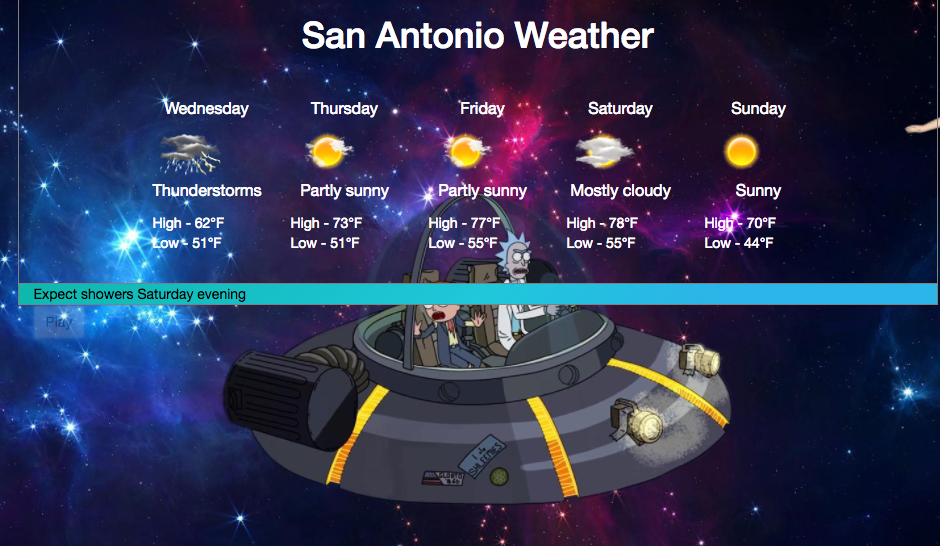 San Antonio Weather
Wednesday Thursday Friday Saturday Sunday
Thunderstorms Partly sunny Partly sunny Mostly cloudy Sunny
High - 62°F High - 73°F High - 77°F High - 78°F High - 70°F
Low - 51°F Low - 51°F Low - 55°F Low - 55°F Low - 44°F
Expect showers Saturday evening
Play